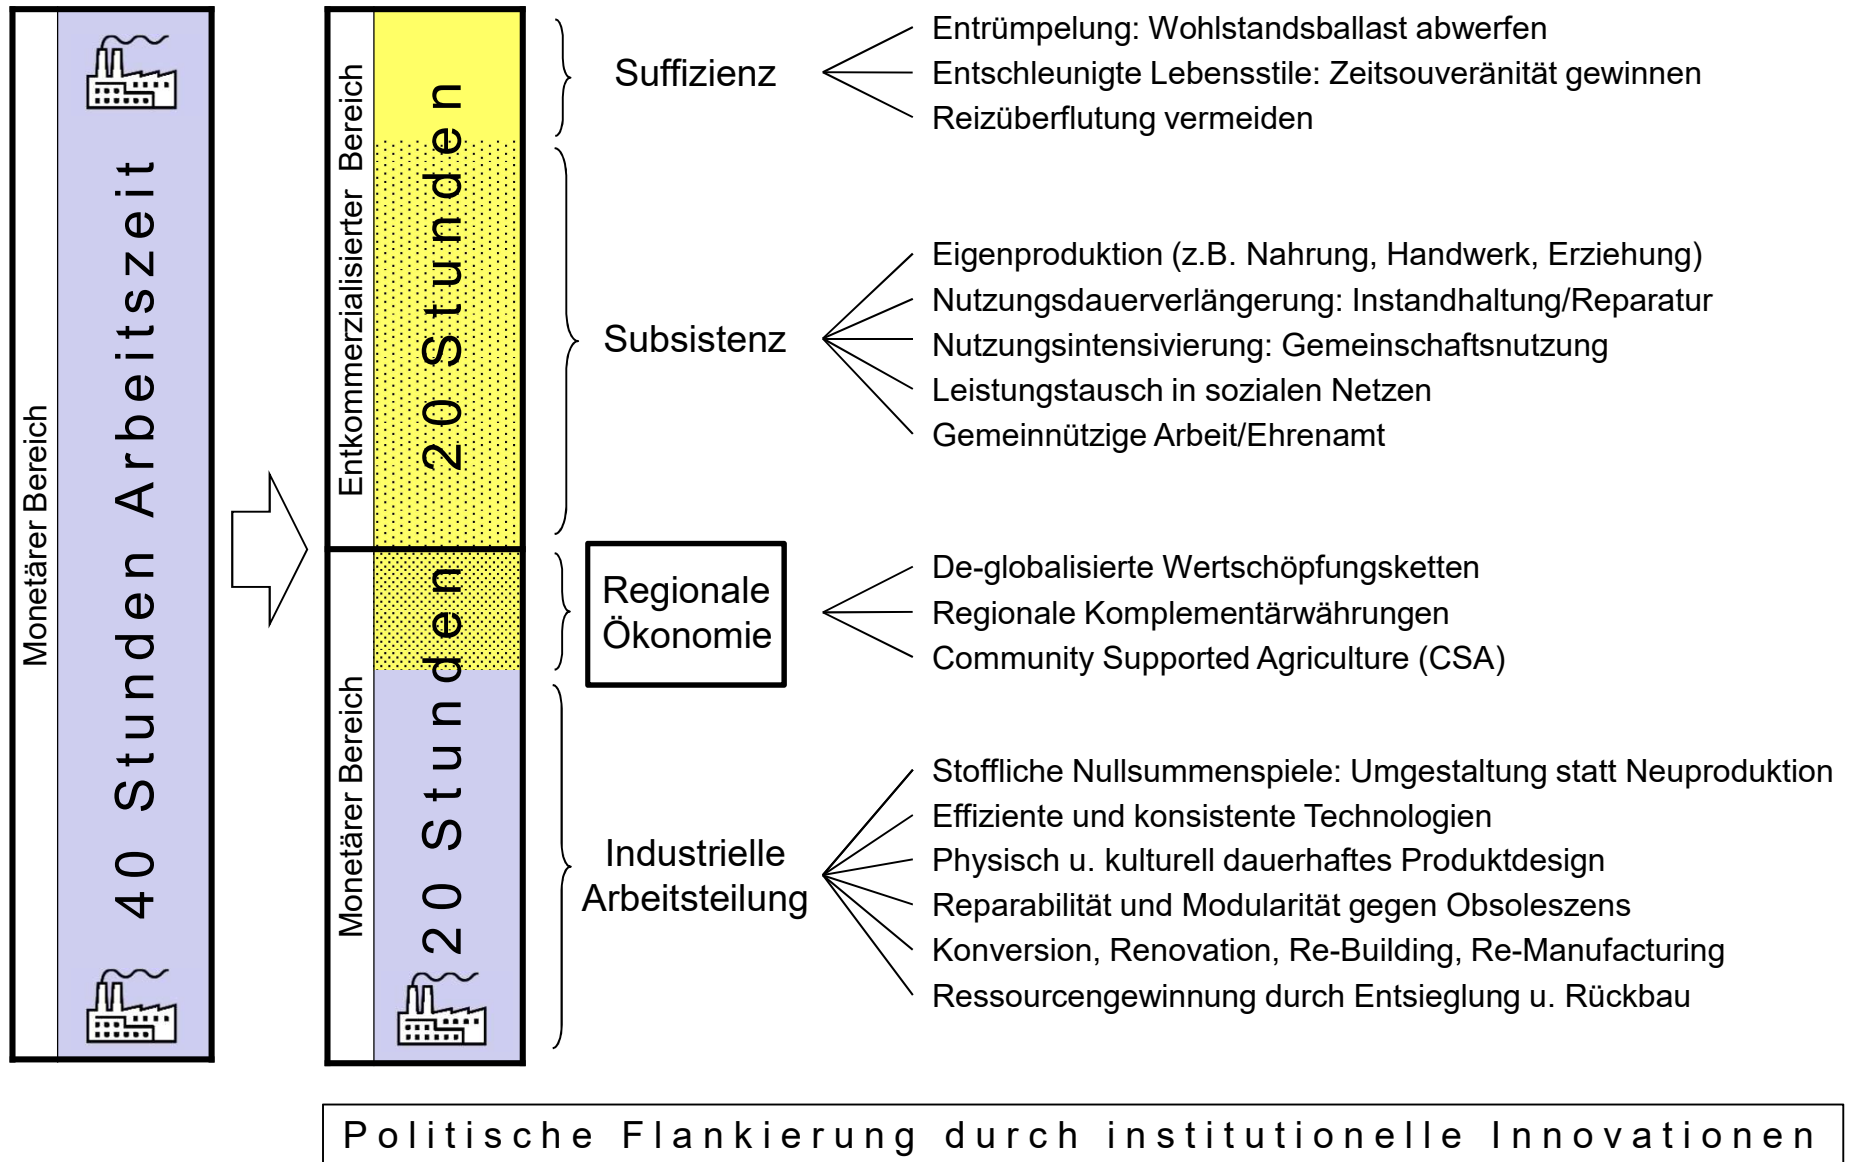 Monetärer Bereich
40 Stunden Arbeitszeit
Entkommerzialisierter Bereich
20 Stunden
Monetärer Bereich
20 Stunden
Suffizienz
Entrümpelung: Wohlstandsballast abwerfen
Entschleunigte Lebensstile: Zeitsouveränität gewinnen
Reizüberflutung vermeiden
Subsistenz
Eigenproduktion (z.B. Nahrung, Handwerk, Erziehung)
Nutzungsdauerverlängerung: Instandhaltung/Reparatur
Nutzungsintensivierung: Gemeinschaftsnutzung
Leistungstausch in sozialen Netzen
Gemeinnützige Arbeit/Ehrenamt
Regionale
Ökonomie
De-globalisierte Wertschöpfungsketten
Regionale Komplementärwährungen
Community Supported Agriculture (CSA)
Industrielle
Arbeitsteilung
Stoffliche Nullsummenspiele: Umgestaltung statt Neuproduktion
Effiziente und konsistente Technologien
Physisch u. kulturell dauerhaftes Produktdesign
Reparabilität und Modularität gegen Obsoleszens
Konversion, Renovation, Re-Building, Re-Manufacturing
Ressourcengewinnung durch Entsieglung u. Rückbau
Politische Flankierung durch institutionelle Innovationen